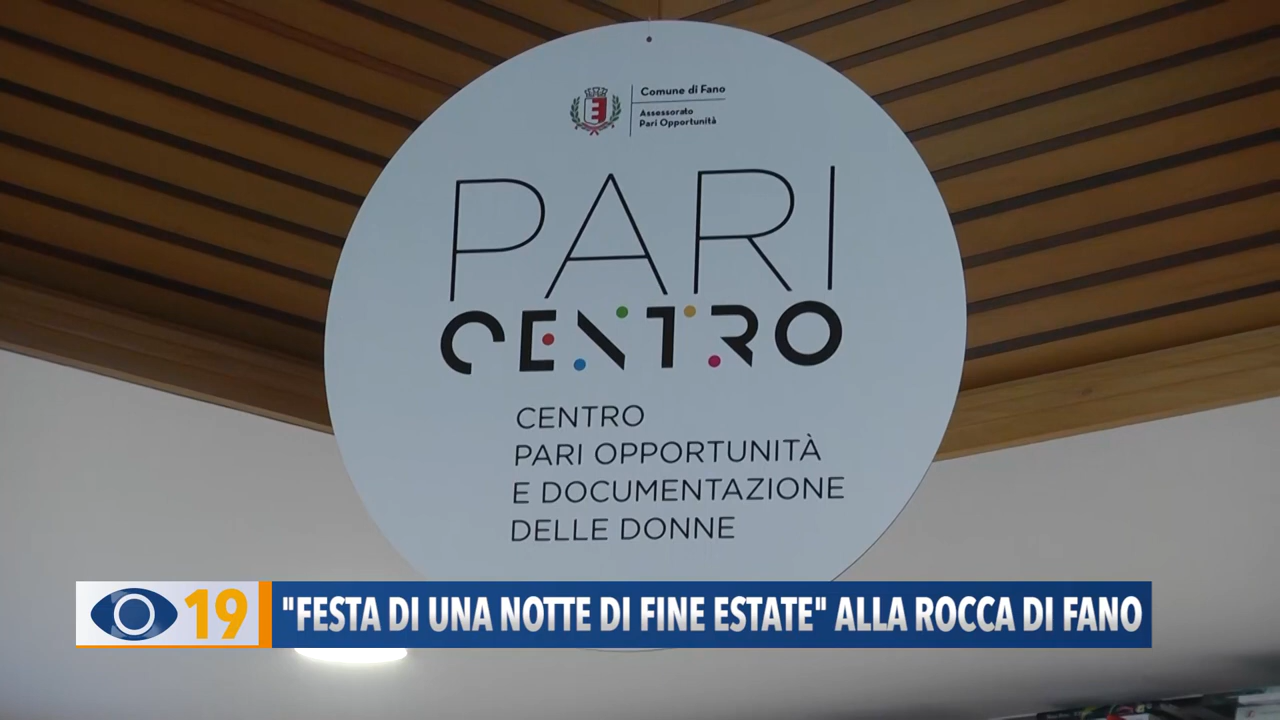 Comune di Fano
Assessorato
Pari Opportunità
PARI
CENTRO
CENTRO
PARI OPPORTUNITÀ
E DOCUMENTAZIONE
DELLE DONNE
19
"FESTA DI UNA NOTTE DI FINE ESTATE" ALLA ROCCA DI FANO